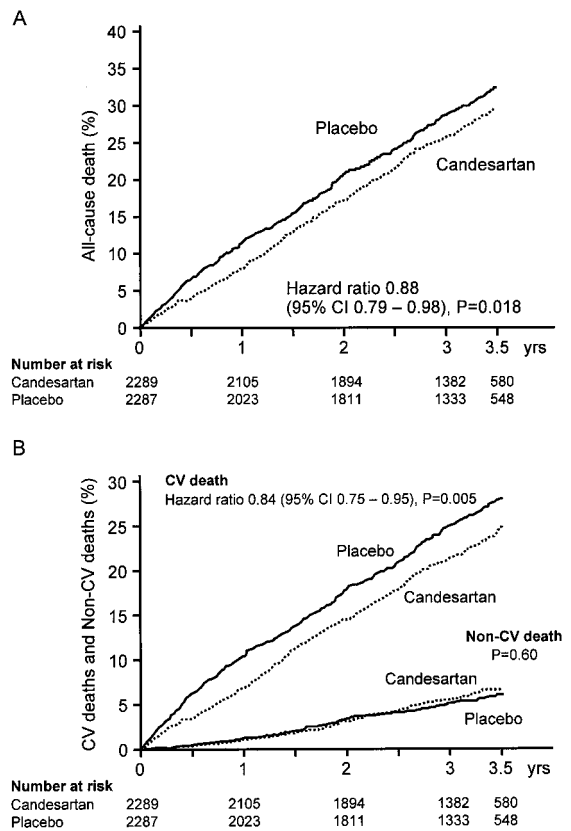 A
40
35
30
25
20
15
10
5
0
All-cause death (%)
Placebo
Candesartan
Hazard ratio 0.88
(95% CI 0.79 – 0.98), P=0.018
0 1 2 3 3.5 yrs
Number at risk
Candesartan 2289 2105 1894 1382 580
Placebo 2287 2023 1811 1333 548
B
30
25
20
15
10
5
0
CV deaths and Non-CV deaths (%)
CV death
Hazard ratio 0.84 (95% CI 0.75 – 0.95), P=0.005
Placebo
Candesartan
Non-CV death
P=0.60
Candesartan
Placebo
0 1 2 3 3.5 yrs
Number at risk
Candesartan 2289 2105 1894 1382 580
Placebo 2287 2023 1811 1333 548